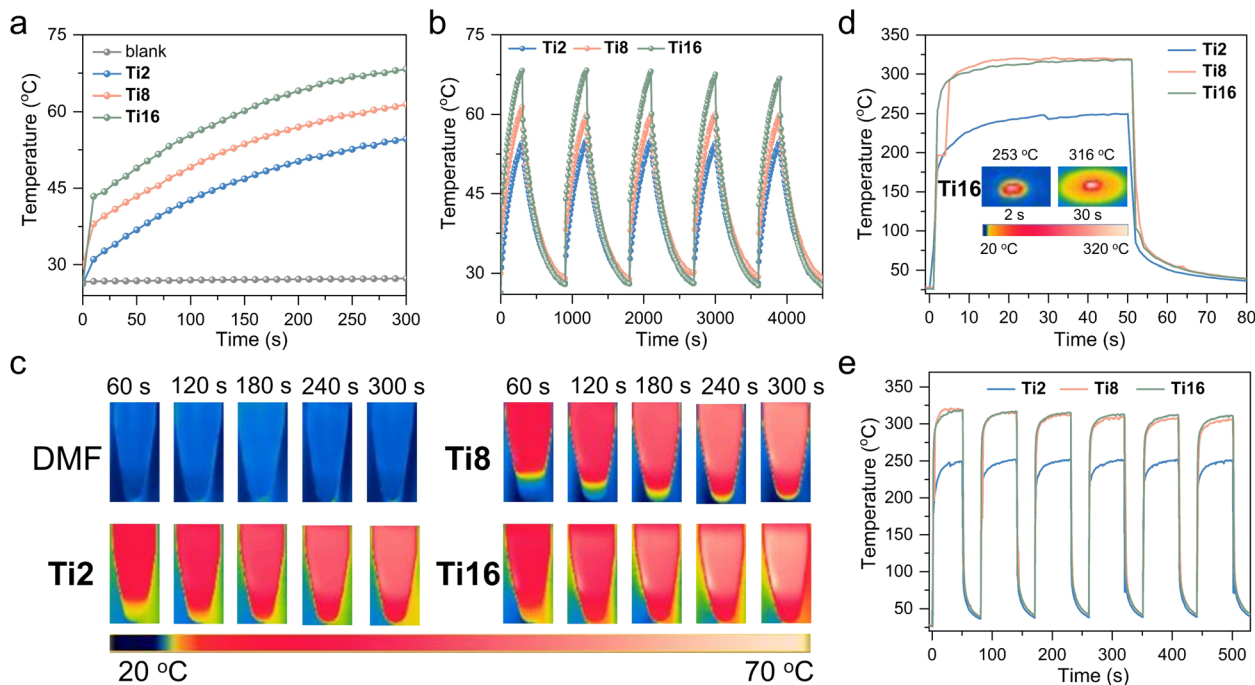 a
75
60
45
30
Temperature (°C)
blank
Ti2
Ti8
Ti16
0 50 100 150 200 250 300
Time (s)
b
75
60
45
30
Temperature (°C)
Ti2 Ti8 Ti16
0 1000 2000 3000 4000
Time (s)
d
350
300
250
200
150
100
50
Temperature (°C)
Ti2
Ti8
Ti16
253 °C 316 °C
Ti16
2 s 30 s
20 °C 320 °C
0 10 20 30 40 50 60 70 80
Time (s)
c
60 s 120 s 180 s 240 s 300 s
DMF
Ti2
60 s 120 s 180 s 240 s 300 s
Ti8
Ti16
20 °C 70 °C
e
350
300
250
200
150
100
50
Temperature (°C)
Ti2 Ti8 Ti16
0 100 200 300 400 500
Time (s)